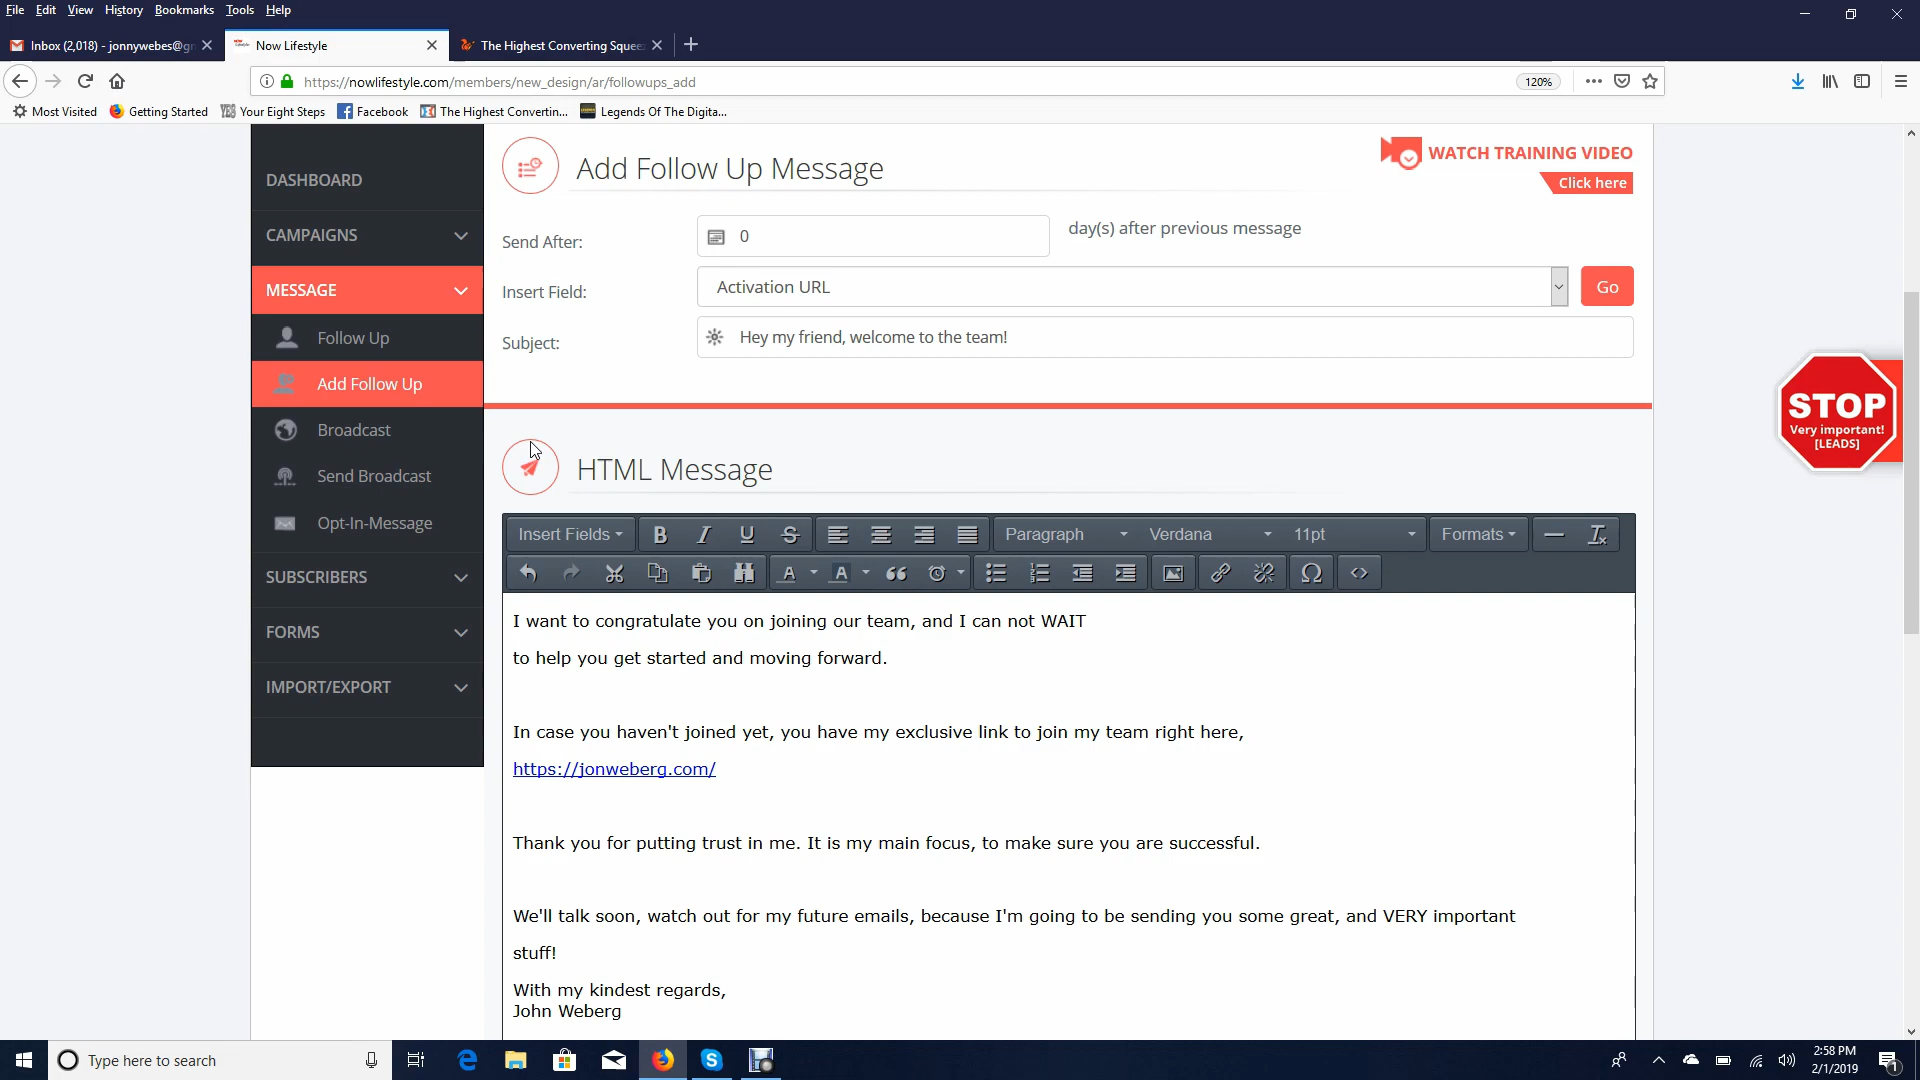 File Edit View History Bookmarks Tools Help
Inbox (2,018) - jonnywebes@g
Now Lifestyle
The Highest Converting Squee
https://nowlifestyle.com/members/new_design/ar/followups_add
120%
Most Visited
Getting Started
Your Eight Steps
Facebook
The Highest Convertin...
Legends Of The Digita...
DASHBOARD
CAMPAIGNS
MESSAGE
Follow Up
Add Follow Up
Broadcast
Send Broadcast
Opt-In-Message
SUBSCRIBERS
FORMS
IMPORT/EXPORT
Add Follow Up Message
WATCH TRAINING VIDEO
Click here
Send After:
0
day(s) after previous message
Insert Field:
Activation URL
Go
Subject:
Hey my friend, welcome to the team!
STOP
Very important!
[LEADS]
HTML Message
Insert Fields
Paragraph
Verdana
11pt
Formats
I want to congratulate you on joining our team, and I can not WAIT
to help you get started and moving forward.
In case you haven't joined yet, you have my exclusive link to join my team right here,
https://jonweberg.com/
Thank you for putting trust in me. It is my main focus, to make sure you are successful.
We'll talk soon, watch out for my future emails, because I'm going to be sending you some great, and VERY important
stuff!
With my kindest regards,
John Weberg
Type here to search
2:58 PM
2/1/2019
1